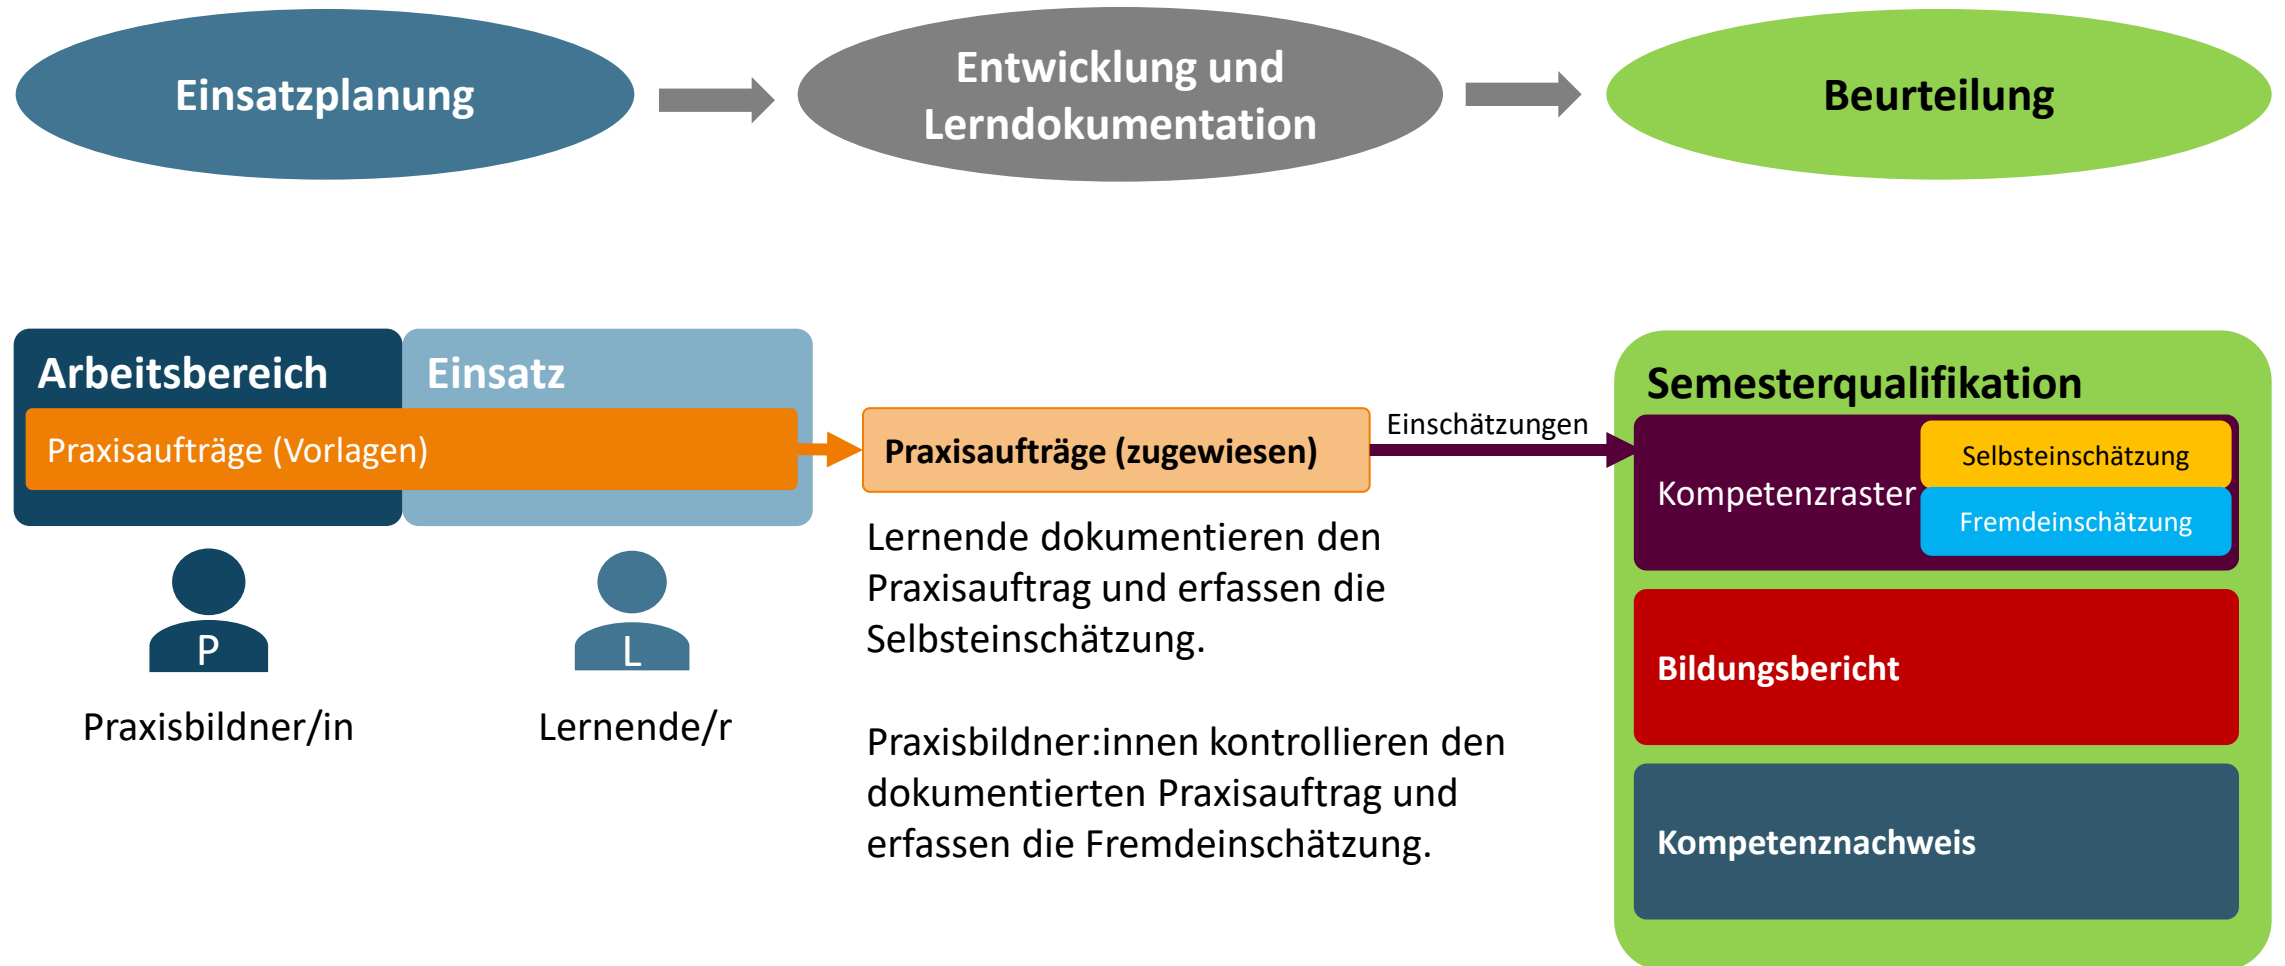 Einsatzplanung
Entwicklung und
Lerndokumentation
Beurteilung
Arbeitsbereich
Einsatz
Praxisaufträge (Vorlagen)
P
Praxisbildner/in
L
Lernende/r
Praxisaufträge (zugewiesen)
Lernende dokumentieren den
Praxisauftrag und erfassen die
Selbsteinschätzung.
Praxisbildner:innen kontrollieren den
dokumentierten Praxisauftrag und
erfassen die Fremdeinschätzung.
Einschätzungen
Semesterqualifikation
Kompetenzraster
Selbsteinschätzung
Fremdeinschätzung
Bildungsbericht
Kompetenznachweis